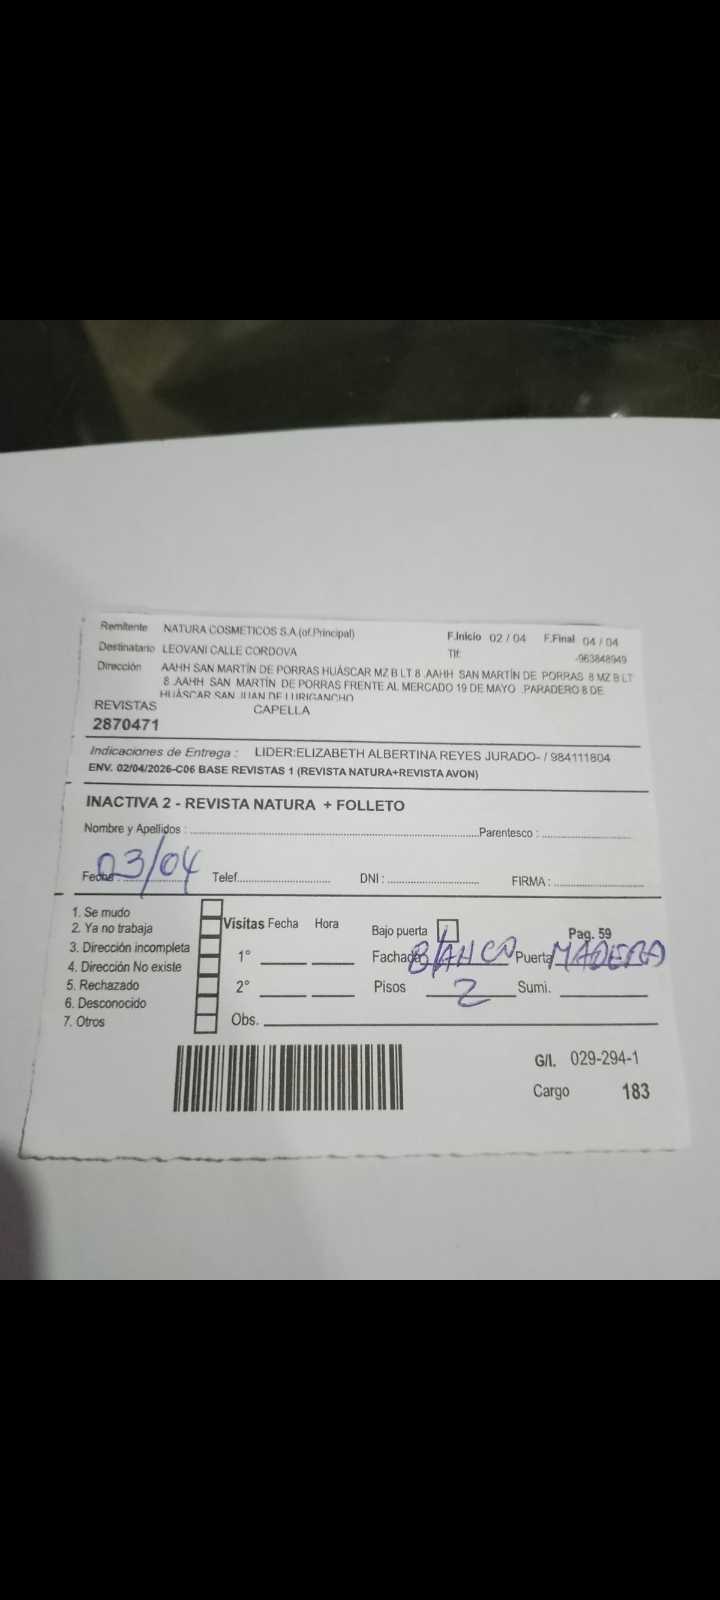 Remitente NATURA COSMETICOS S.A.(of.Principal) F.Inicio 02 / 04 F.Final 04 / 04
Destinatario LEOVANI CALLE CORDOVA Tlf: -963848949
Dirección AAHH SAN MARTÍN DE PORRAS HUÁSCAR MZ B LT 8 .AAHH SAN MARTÍN DE PORRAS 8 MZ B LT
8 .AAHH SAN MARTÍN DE PORRAS FRENTE AL MERCADO 19 DE MAYO .PARADERO 8 DE
HUÁSCAR SAN JUAN DE LURIGANCHO
REVISTAS CAPELLA
2870471
Indicaciones de Entrega : LIDER:ELIZABETH ALBERTINA REYES JURADO- / 984111804
ENV. 02/04/2026-C06 BASE REVISTAS 1 (REVISTA NATURA+REVISTA AVON)
INACTIVA 2 - REVISTA NATURA + FOLLETO
Nombre y Apellidos : Parentesco :
Fecha : 03/04 Telef. DNI : FIRMA :
1. Se mudo
2. Ya no trabaja
3. Dirección incompleta
4. Dirección No existe
5. Rechazado
6. Desconocido
7. Otros
Visitas Fecha Hora Bajo puerta Pag. 59
1° Fachada BLANCO Puerta MADERA
2° Pisos 2 Sumi.
Obs.
G/l. 029-294-1
Cargo 183